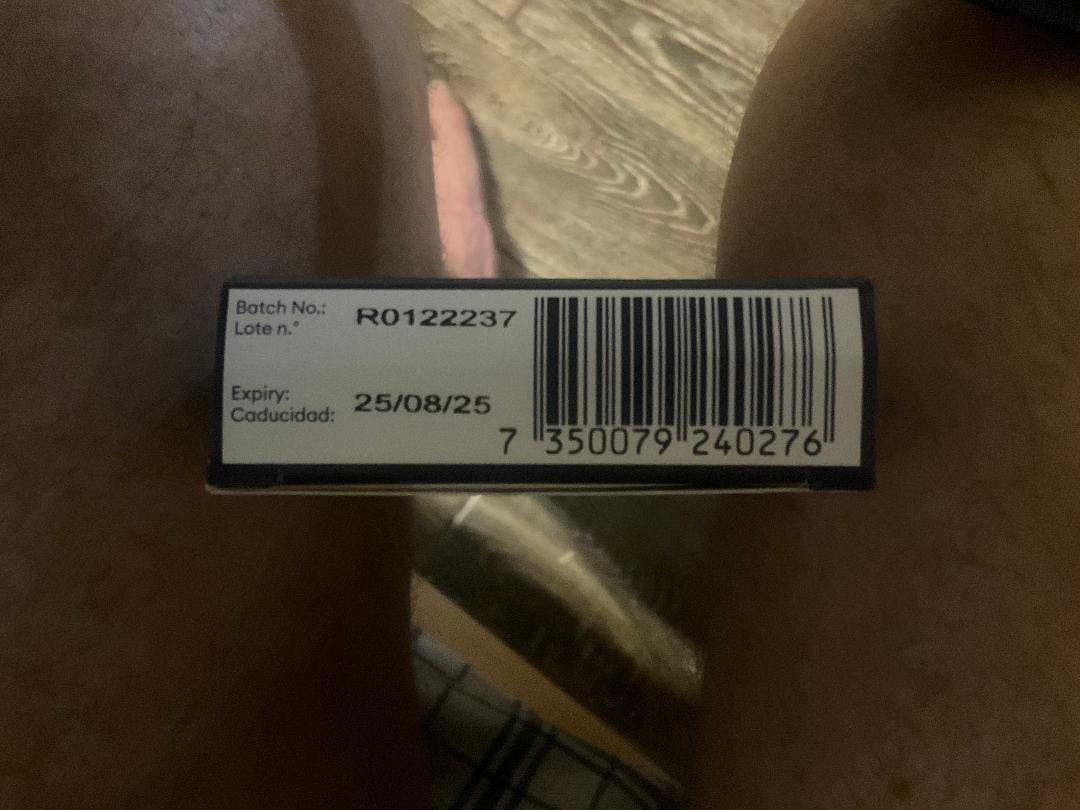 Batch No.: R0122237
Lote n.°
Expiry: 25/08/25
Caducidad:
7 350079 240276